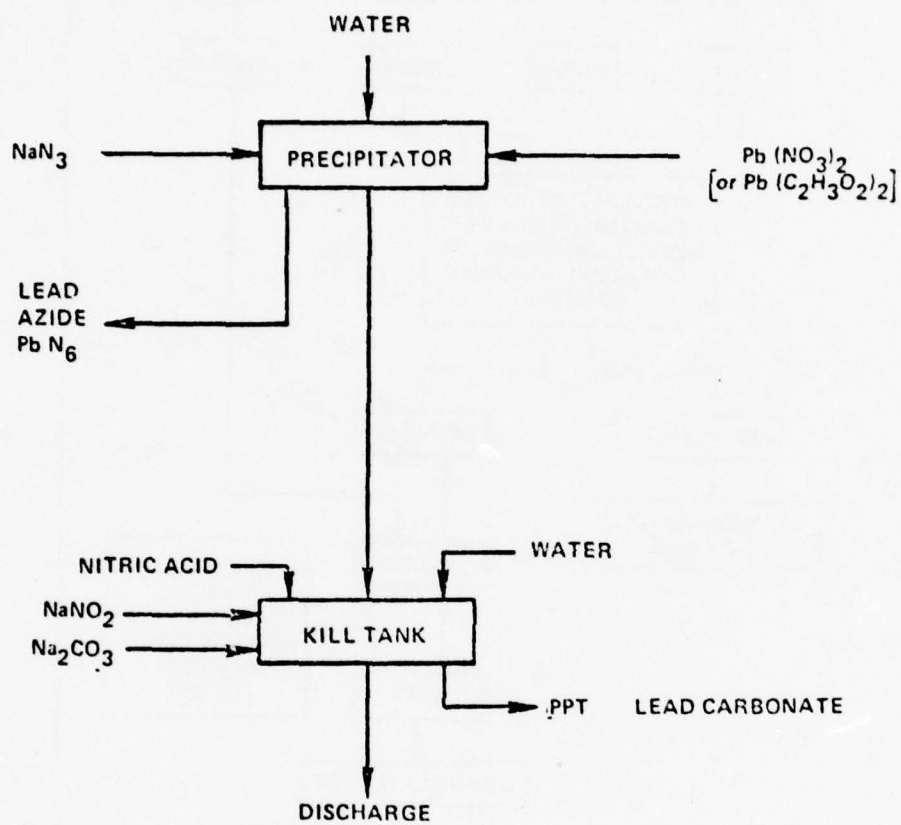 WATER
NaN3
PRECIPITATOR
Pb (NO3)2
[or Pb (C2H3O2)2]
LEAD
AZIDE
Pb N6
NITRIC ACID
WATER
NaNO2
Na2CO3
KILL TANK
PPT LEAD CARBONATE
DISCHARGE